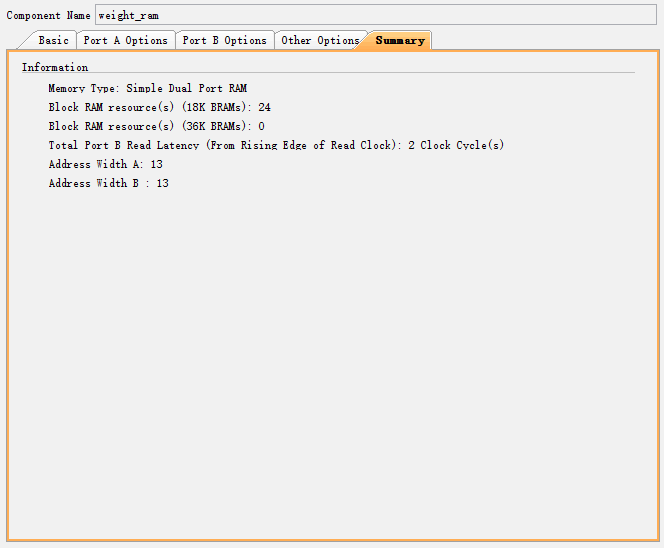 Component Name weight_ram
Basic Port A Options Port B Options Other Options Summary
Information
Memory Type: Simple Dual Port RAM
Block RAM resource(s) (18K BRAMs): 24
Block RAM resource(s) (36K BRAMs): 0
Total Port B Read Latency (From Rising Edge of Read Clock): 2 Clock Cycle(s)
Address Width A: 13
Address Width B : 13